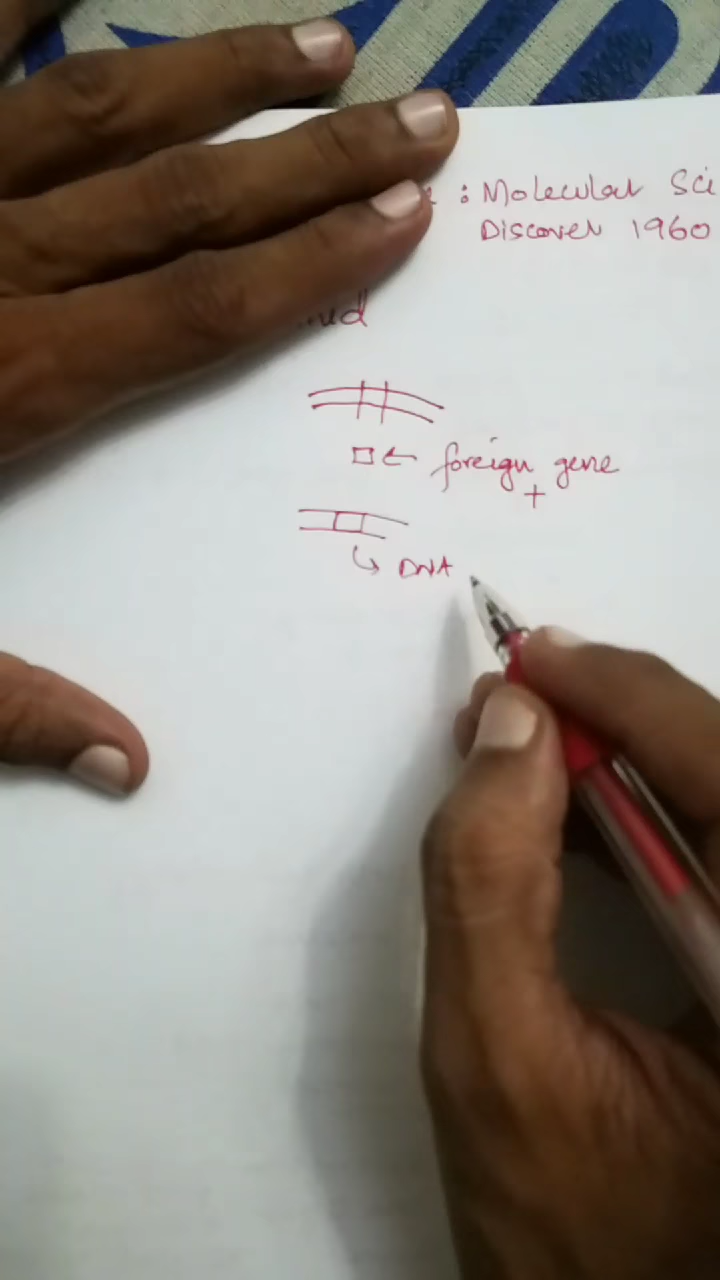 : Molecular Sci
Discover 1960
foreign gene
+
DNA